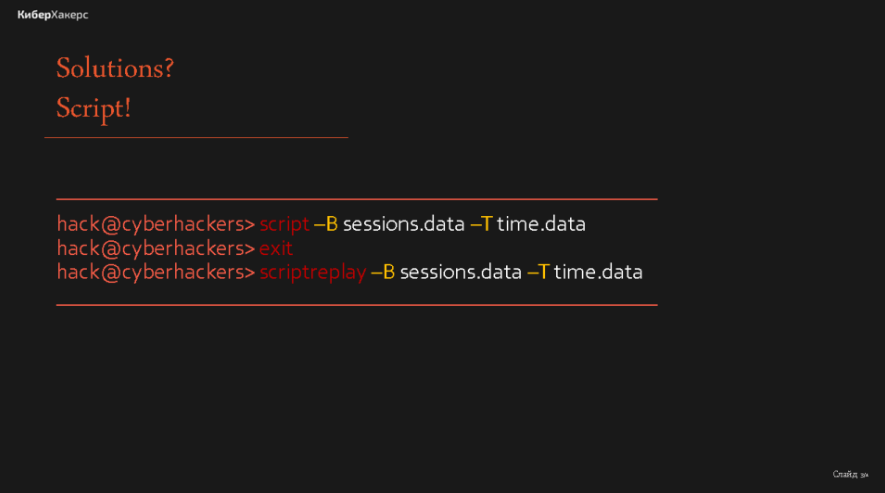 КиберХакерс
Solutions?
Script!
hack@cyberhackers> script –B sessions.data –T time.data
hack@cyberhackers> exit
hack@cyberhackers> scriptreplay –B sessions.data –T time.data
Слайд